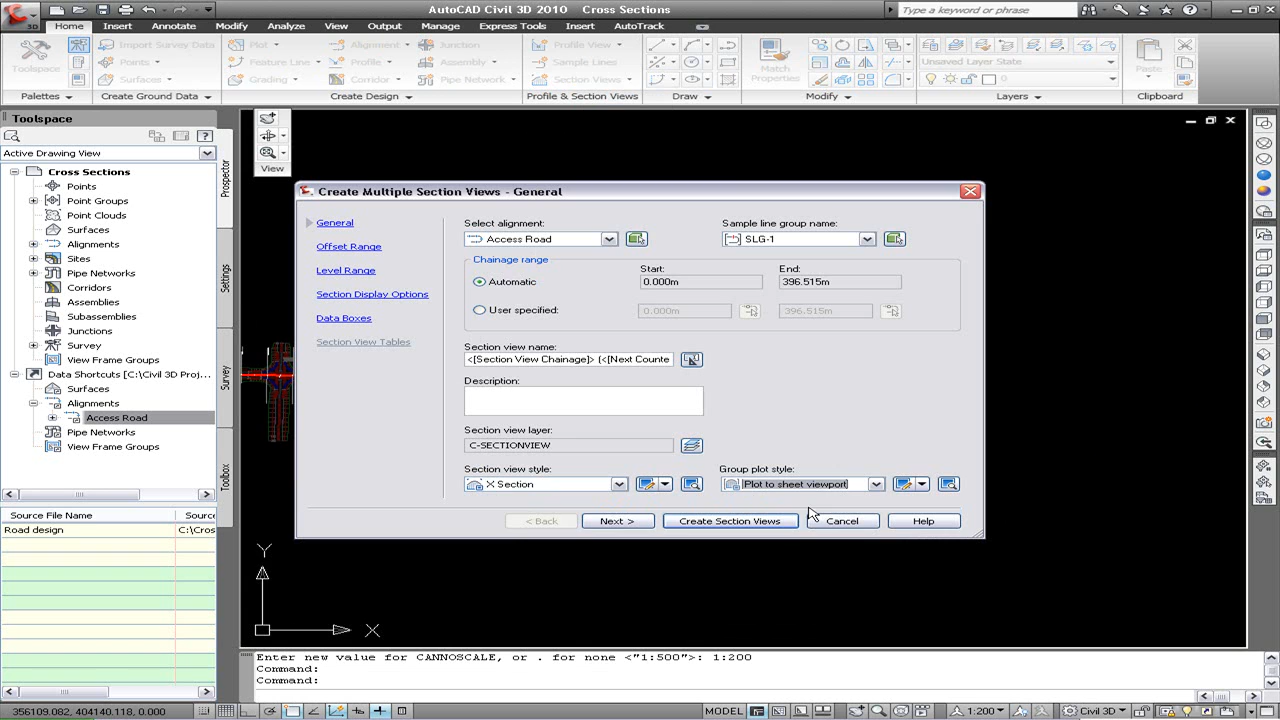 AutoCAD Civil 3D 2010 Cross Sections
Type a keyword or phrase
3D
Home Insert Annotate Modify Analyze View Output Manage Express Tools Insert AutoTrack
Toolspace
Import Survey Data
Points
Surfaces
Plot
Feature Line
Grading
Alignment
Profile
Corridor
Junction
Assembly
Pipe Network
Profile View
Sample Lines
Section Views
Match
Properties
Unsaved Layer State
0
Paste
Palettes Create Ground Data Create Design Profile & Section Views Draw Modify Layers Clipboard
Toolspace
Active Drawing View
Cross Sections
Points
Point Groups
Point Clouds
Surfaces
Alignments
Sites
Pipe Networks
Corridors
Assemblies
Subassemblies
Junctions
Survey
View Frame Groups
Data Shortcuts [C:\Civil 3D Proj...
Surfaces
Alignments
Access Road
Pipe Networks
View Frame Groups
Prospector
Settings
Survey
Toolbox
Source File Name Sourc
Road design C:\Cros
View
Create Multiple Section Views - General
General
Offset Range
Level Range
Section Display Options
Data Boxes
Section View Tables
Select alignment: Sample line group name:
Access Road SLG-1
Chainage range
Start: End:
Automatic 0.000m 396.515m
User specified: 0.000m 396.515m
Section view name:
<[Section View Chainage]> (<[Next Counte
Description:
Section view layer:
C-SECTIONVIEW
Section view style: Group plot style:
X Section Plot to sheet viewport
< Back Next > Create Section Views Cancel Help
Y
X
Enter new value for CANNOSCALE, or . for none <"1:500">: 1:200
Command:
Command:
356109.082, 404140.118, 0.000 MODEL 1:200 Civil 3D